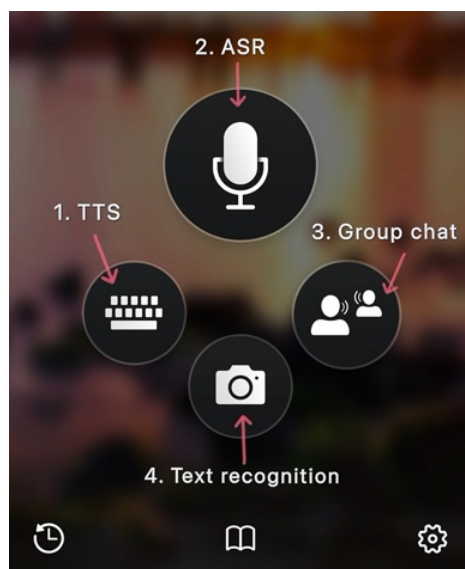 2. ASR
1. TTS
3. Group chat
4. Text recognition